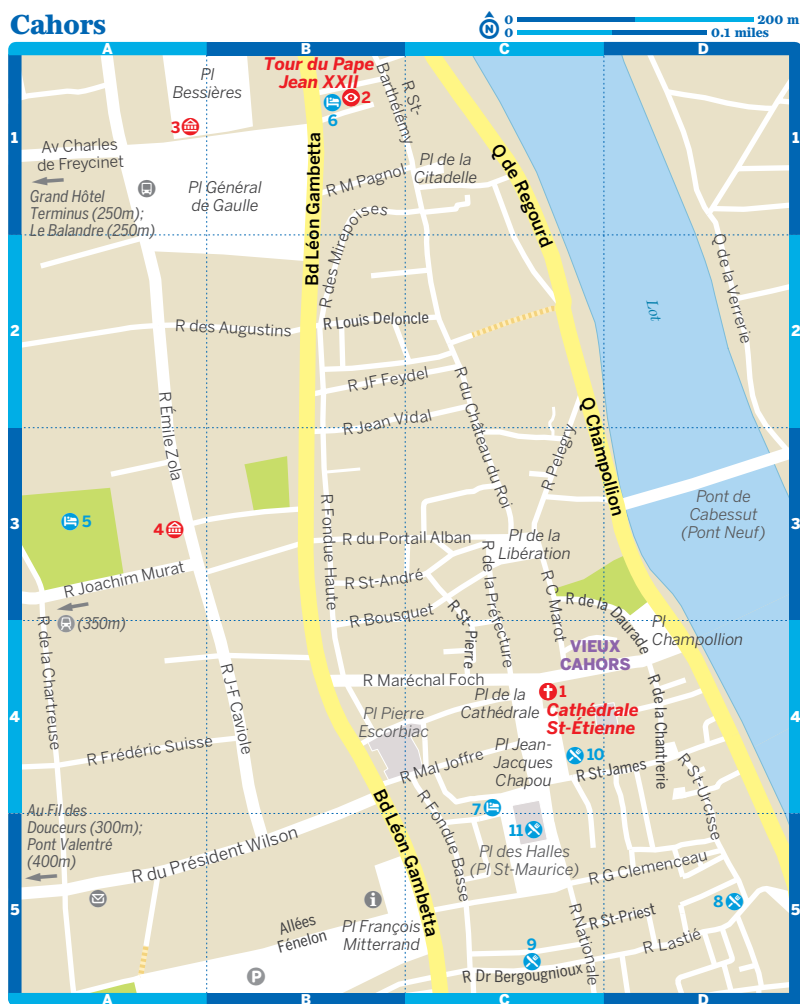 Cahors
N
0
200 m
0
0.1 miles
A
B
C
D
Tour du Pape
Jean XXII
2
6
Pl
Bessières
3
1
1
R St-
Barthélémy
Av Charles
de Freycinet
Grand Hôtel
Terminus (250m);
Le Balandre (250m)
Pl Général
de Gaulle
Bd Léon Gambetta
R M Pagnol
Pl de la
Citadelle
Q de Regourd
R des Mirepoises
Q de la Verrerie
Lot
2
2
R des Augustins
R Louis Deloncle
R JF Feydel
R Jean Vidal
R du Château du Roi
R Émile Zola
Q Champollion
R Pelegry
3
3
5
4
R Fondue Haute
R du Portail Alban
Pl de la
Libération
Pont de
Cabessut
(Pont Neuf)
R Joachim Murat
(350m)
R St-André
R de la Préfecture
R C Marot
R Bousquet
R St-Pierre
R de la Daurade
Pl
Champollion
VIEUX
CAHORS
R de la Chartreuse
R J-F Caviole
R Maréchal Foch
Pl de la
Cathédrale
1
Cathédrale
St-Étienne
R de la Chantrerie
4
4
Pl Pierre
Escorbiac
R Frédéric Suisse
Pl Jean-
Jacques
Chapou
10
R Mal Joffre
R St-James
R St-Urcisse
7
11
Au Fil des
Douceurs (300m);
Pont Valentré
(400m)
Bd Léon Gambetta
R Fondue Basse
R du Président Wilson
Pl des Halles
(Pl St-Maurice)
R G Clemenceau
8
5
5
i
Allées
Fénelon
Pl François
Mitterrand
R St-Priest
R Nationale
R Lastié
9
R Dr Bergougnioux
P
A
B
C
D